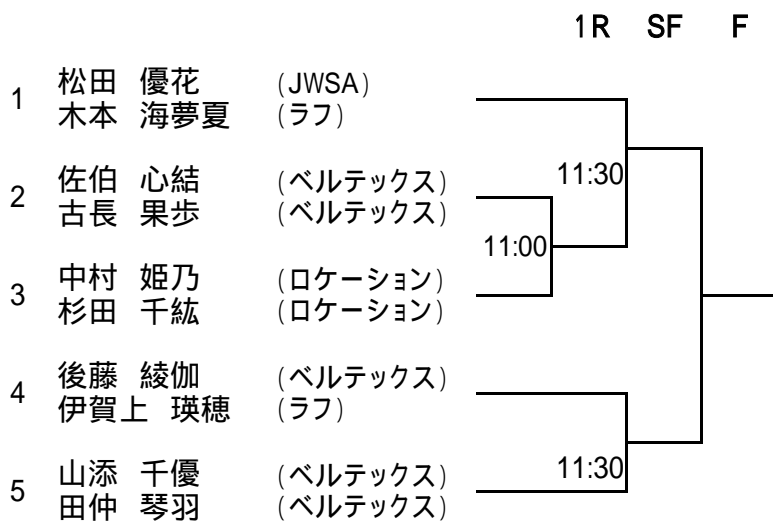 1R SF F
1 松田 優花 (JWSA)
木本 海夢夏 (ラフ)
2 佐伯 心結 (ベルテックス)
古長 果歩 (ベルテックス)
11:30
11:00
3 中村 姫乃 (ロケーション)
杉田 千紘 (ロケーション)
4 後藤 綾伽 (ベルテックス)
伊賀上 瑛穂 (ラフ)
5 山添 千優 (ベルテックス)
田仲 琴羽 (ベルテックス)
11:30